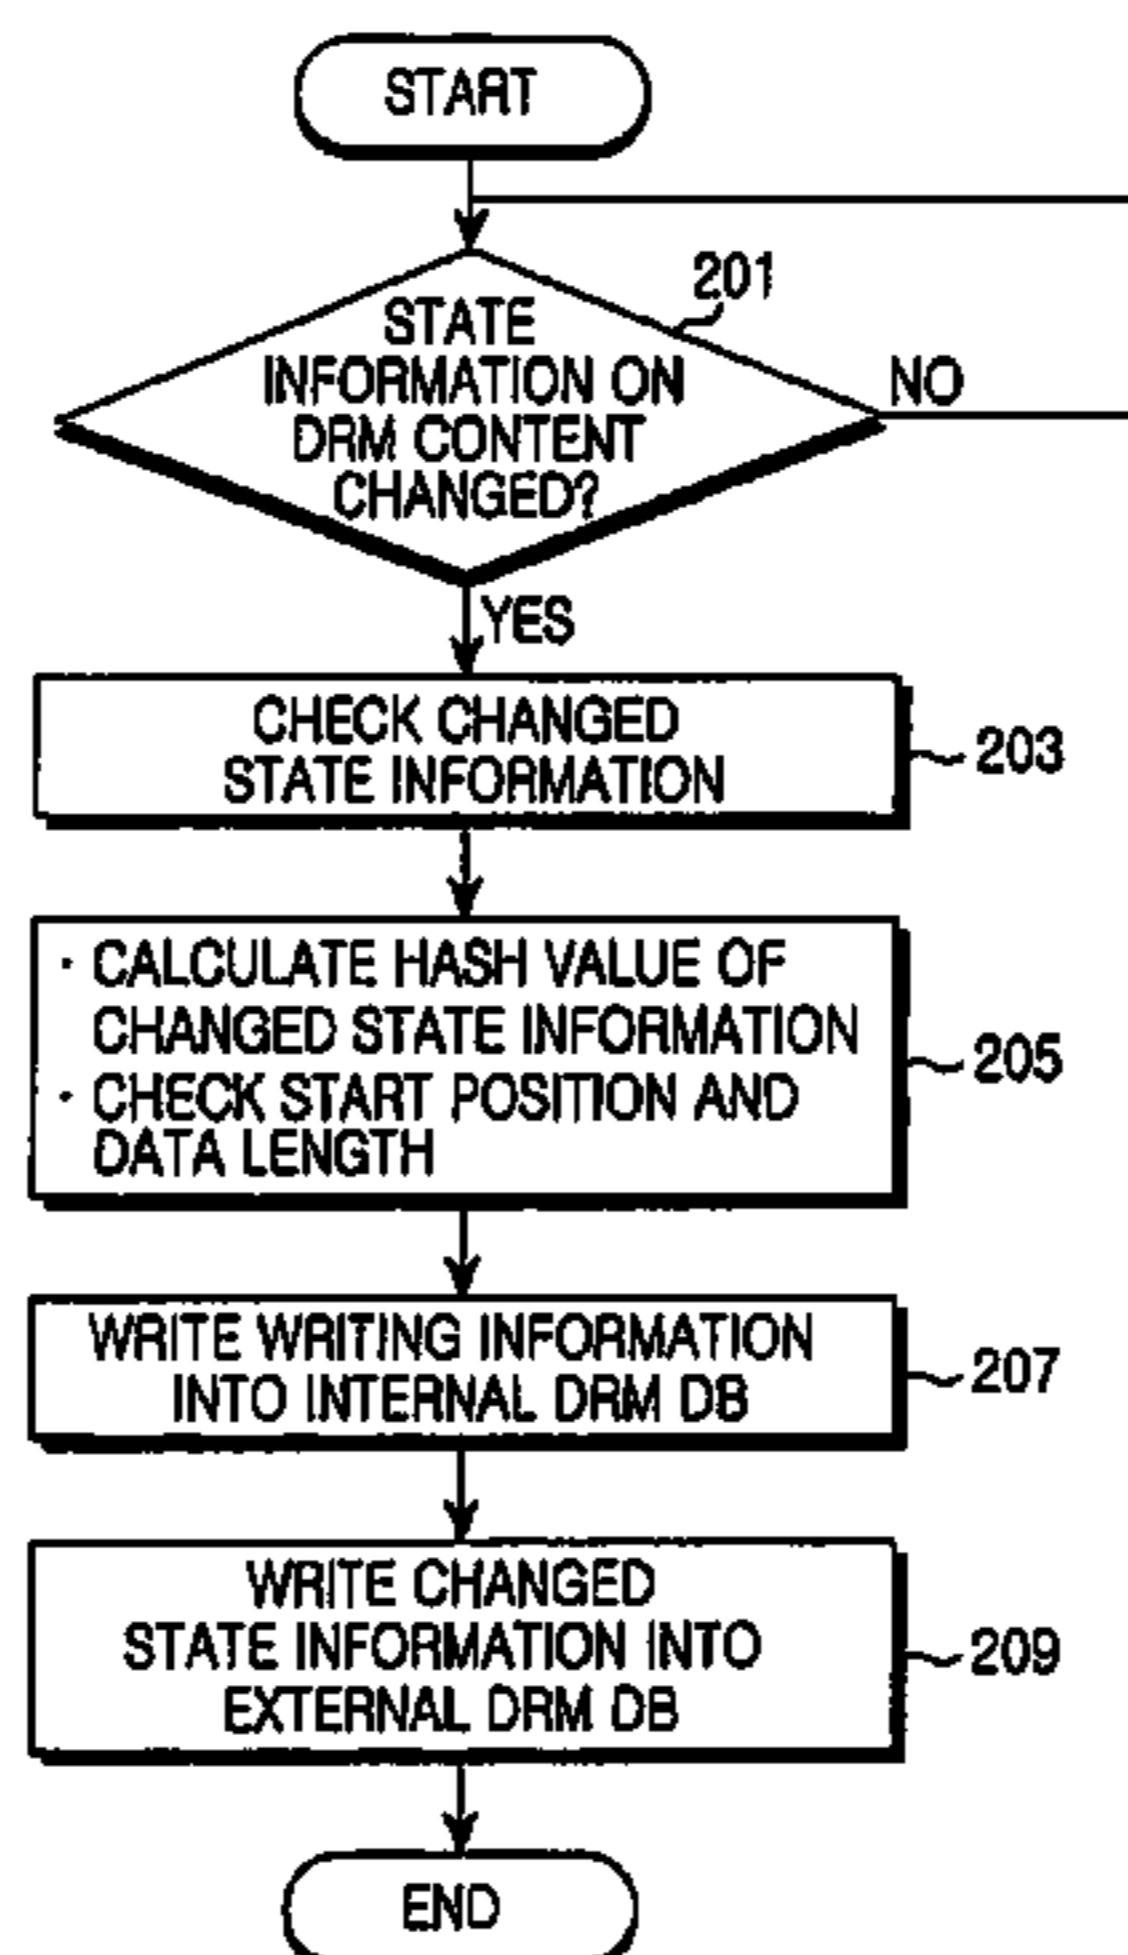 START
201
STATE
INFORMATION ON
DRM CONTENT
CHANGED?
NO
YES
CHECK CHANGED
STATE INFORMATION
203
· CALCULATE HASH VALUE OF
CHANGED STATE INFORMATION
· CHECK START POSITION AND
DATA LENGTH
205
WRITE WRITING INFORMATION
INTO INTERNAL DRM DB
207
WRITE CHANGED
STATE INFORMATION INTO
EXTERNAL DRM DB
209
END